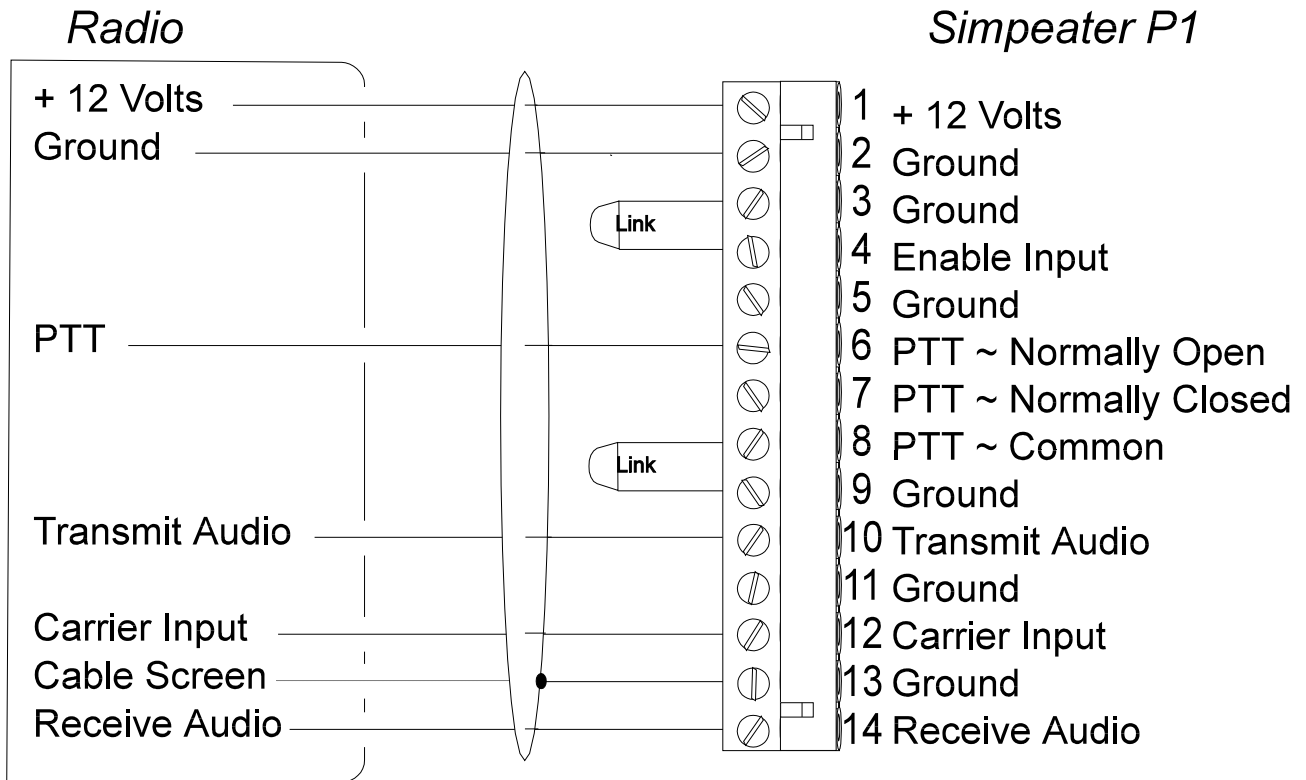 Radio
Simpeater P1
+ 12 Volts
1 + 12 Volts
Ground
2 Ground
Link
3 Ground
4 Enable Input
5 Ground
PTT
6 PTT ~ Normally Open
7 PTT ~ Normally Closed
Link
8 PTT ~ Common
9 Ground
Transmit Audio
10 Transmit Audio
11 Ground
Carrier Input
12 Carrier Input
Cable Screen
13 Ground
Receive Audio
14 Receive Audio